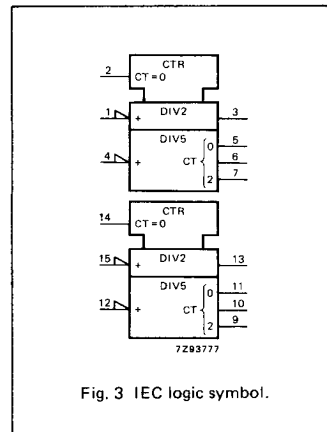 CTR
2 CT=0
1 + DIV2 3
DIV5 0 5
4 + CT 6
2 7
CTR
14 CT=0
15 + DIV2 13
DIV5 0 11
12 + CT 10
2 9
7Z93777
Fig. 3 IEC logic symbol.